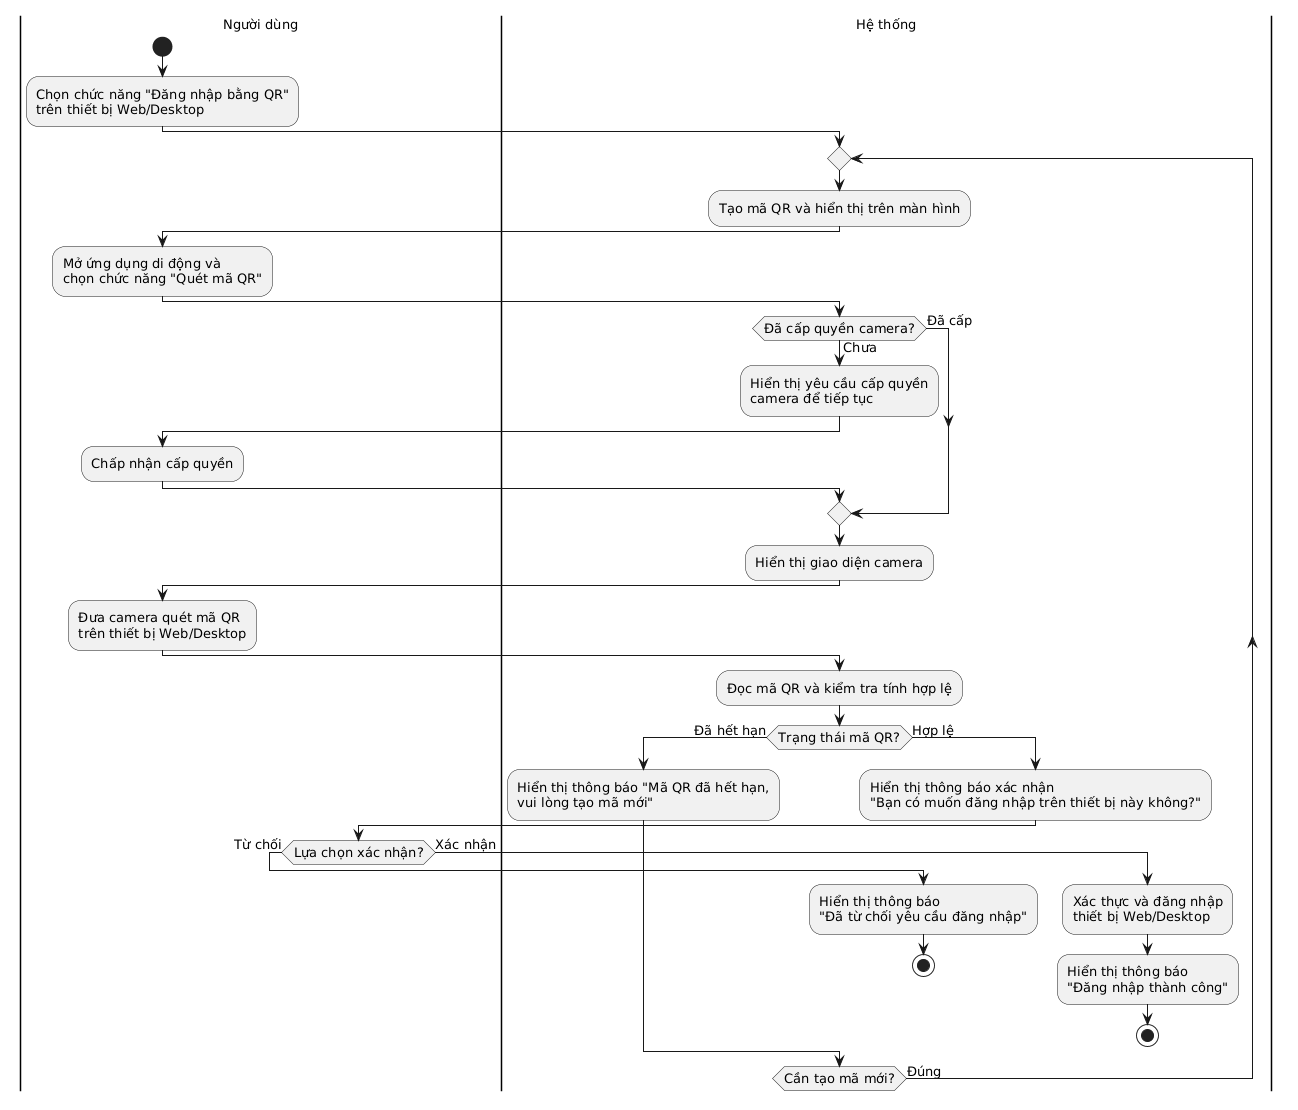 Người dùng
Hệ thống
Chọn chức năng "Đăng nhập bằng QR"
trên thiết bị Web/Desktop
Tạo mã QR và hiển thị trên màn hình
Mở ứng dụng di động và
chọn chức năng "Quét mã QR"
Đã cấp quyền camera?
Đã cấp
Chưa
Hiển thị yêu cầu cấp quyền
camera để tiếp tục
Chấp nhận cấp quyền
Hiển thị giao diện camera
Đưa camera quét mã QR
trên thiết bị Web/Desktop
Đọc mã QR và kiểm tra tính hợp lệ
Đã hết hạn
Trạng thái mã QR?
Hợp lệ
Hiển thị thông báo "Mã QR đã hết hạn,
vui lòng tạo mã mới"
Hiển thị thông báo xác nhận
"Bạn có muốn đăng nhập trên thiết bị này không?"
Từ chối
Lựa chọn xác nhận?
Xác nhận
Hiển thị thông báo
"Đã từ chối yêu cầu đăng nhập"
Xác thực và đăng nhập
thiết bị Web/Desktop
Hiển thị thông báo
"Đăng nhập thành công"
Cần tạo mã mới?
Đúng